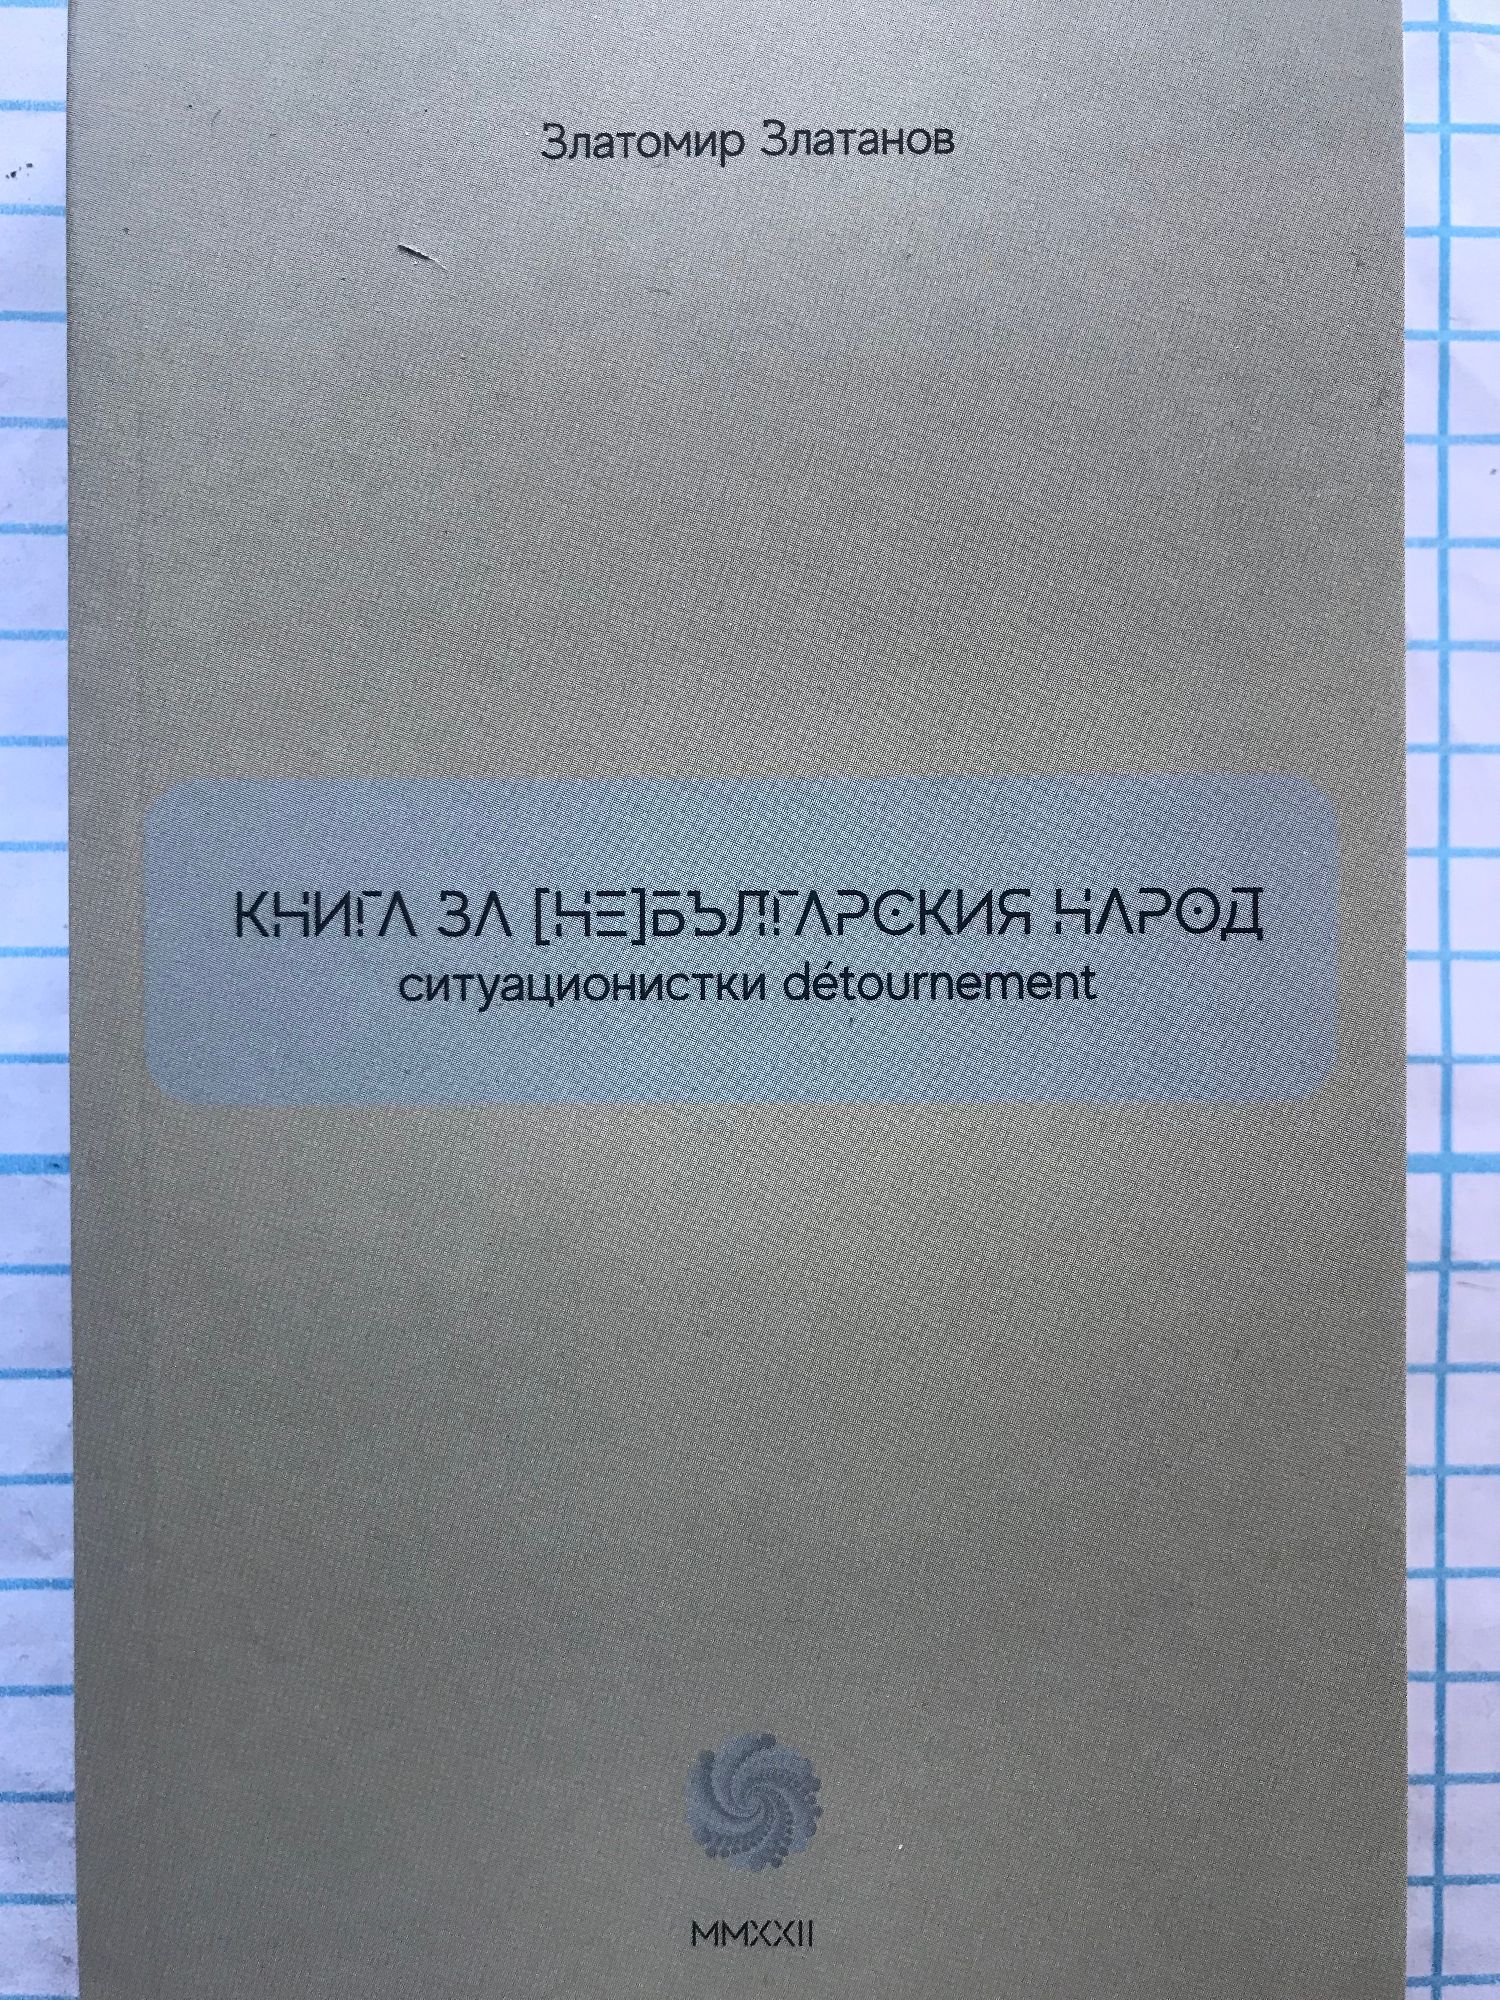 Златомир Златанов
КНИГА ЗА [НЕ]БЪЛГАРСКИЯ НАРОД
ситуационистки détournement
MMXXII